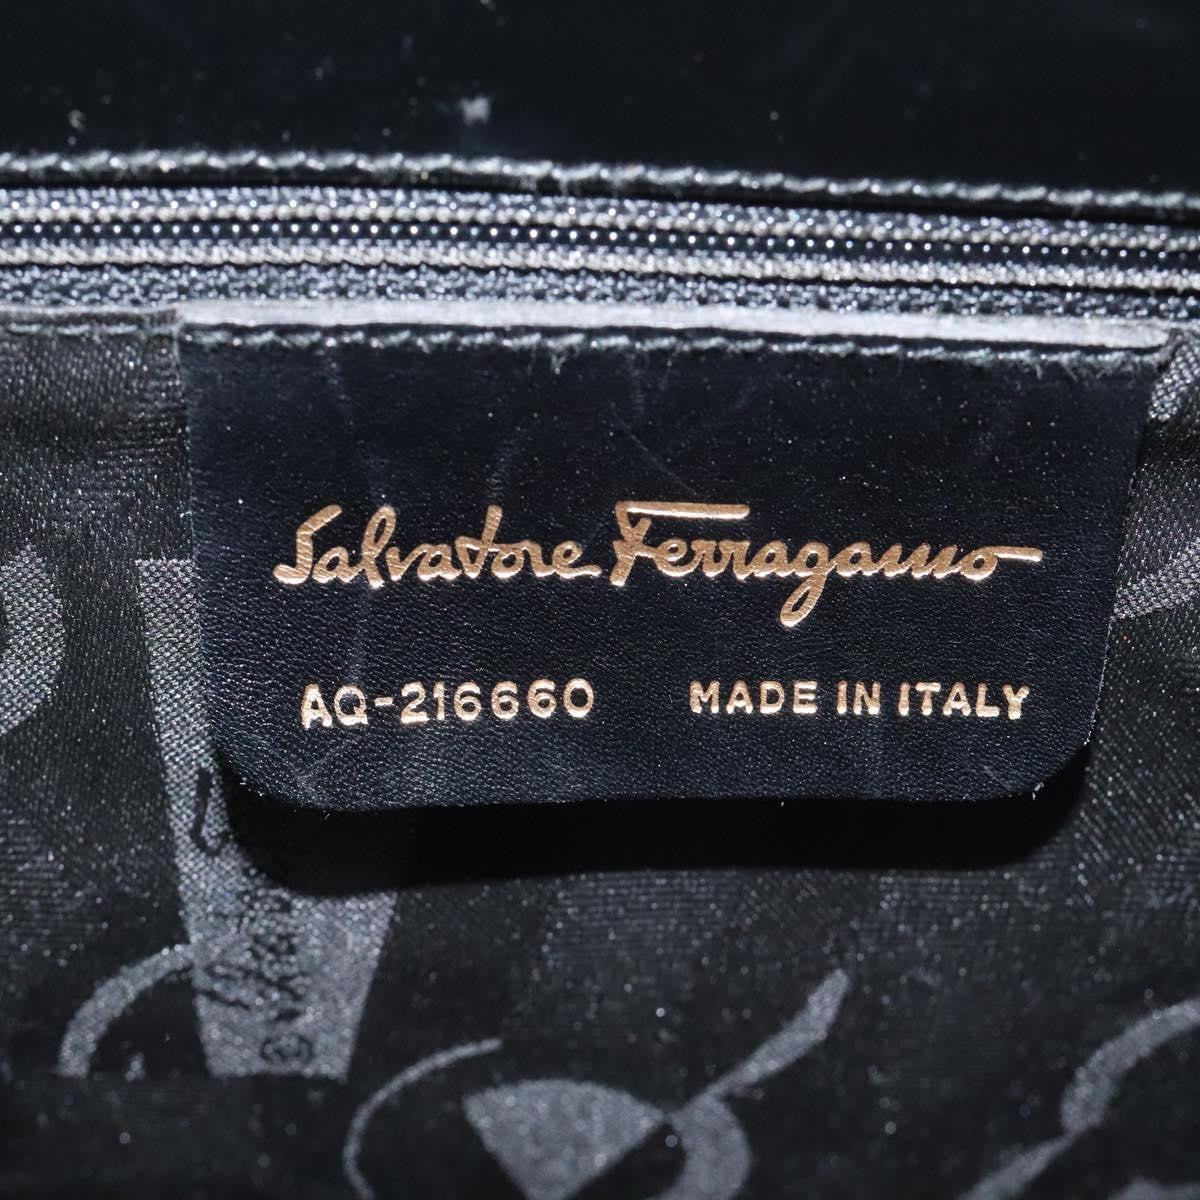 Salvatore Ferragamo
AQ-216660 MADE IN ITALY